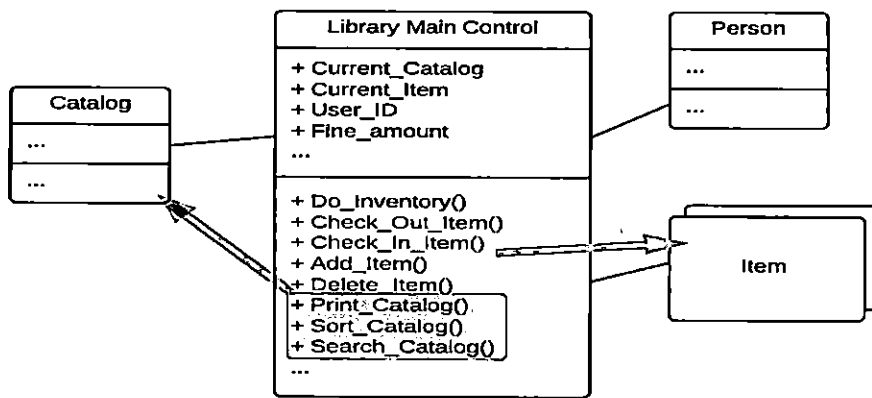 Library Main Control
+ Current_Catalog
+ Current_Item
+ User_ID
+ Fine_amount
...
+ Do_Inventory()
+ Check_Out_Item()
+ Check_In_Item()
+ Add_Item()
+ Delete_Item()
+ Print_Catalog()
+ Sort_Catalog()
+ Search_Catalog()
...
Catalog
...
...
Person
...
...
Item